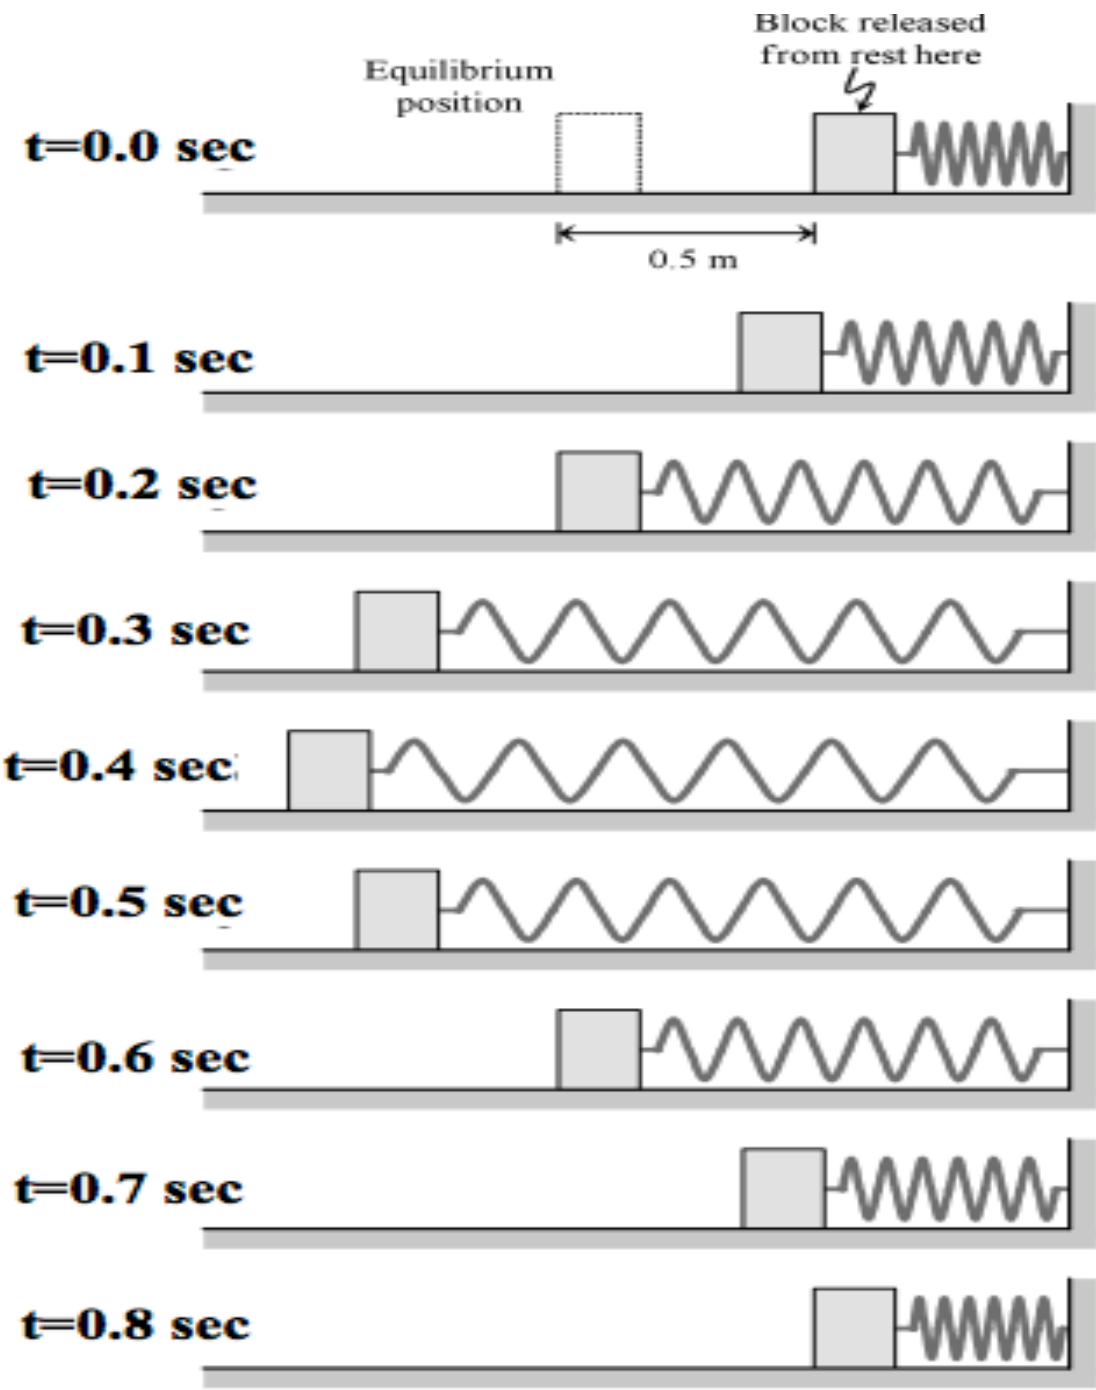 Block released
from rest here
Equilibrium
position
t=0.0 sec
0.5 m
t=0.1 sec
t=0.2 sec
t=0.3 sec
t=0.4 sec
t=0.5 sec
t=0.6 sec
t=0.7 sec
t=0.8 sec